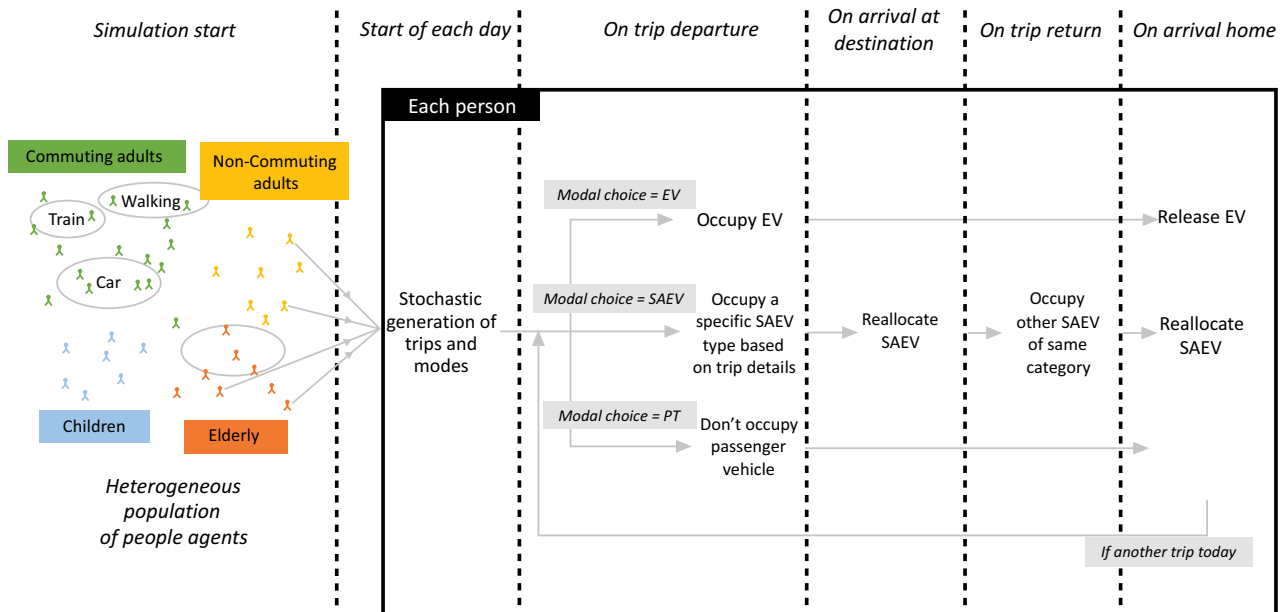 Simulation start
Start of each day
On trip departure
On arrival at
destination
On trip return
On arrival home
Each person
Commuting adults
Non-Commuting
adults
Walking
Train
Car
Children
Elderly
Heterogeneous
population
of people agents
Stochastic
generation of
trips and
modes
Modal choice = EV
Occupy EV
Release EV
Modal choice = SAEV
Occupy a
specific SAEV
type based
on trip details
Reallocate
SAEV
Occupy
other SAEV
of same
category
Reallocate
SAEV
Modal choice = PT
Don’t occupy
passenger
vehicle
If another trip today